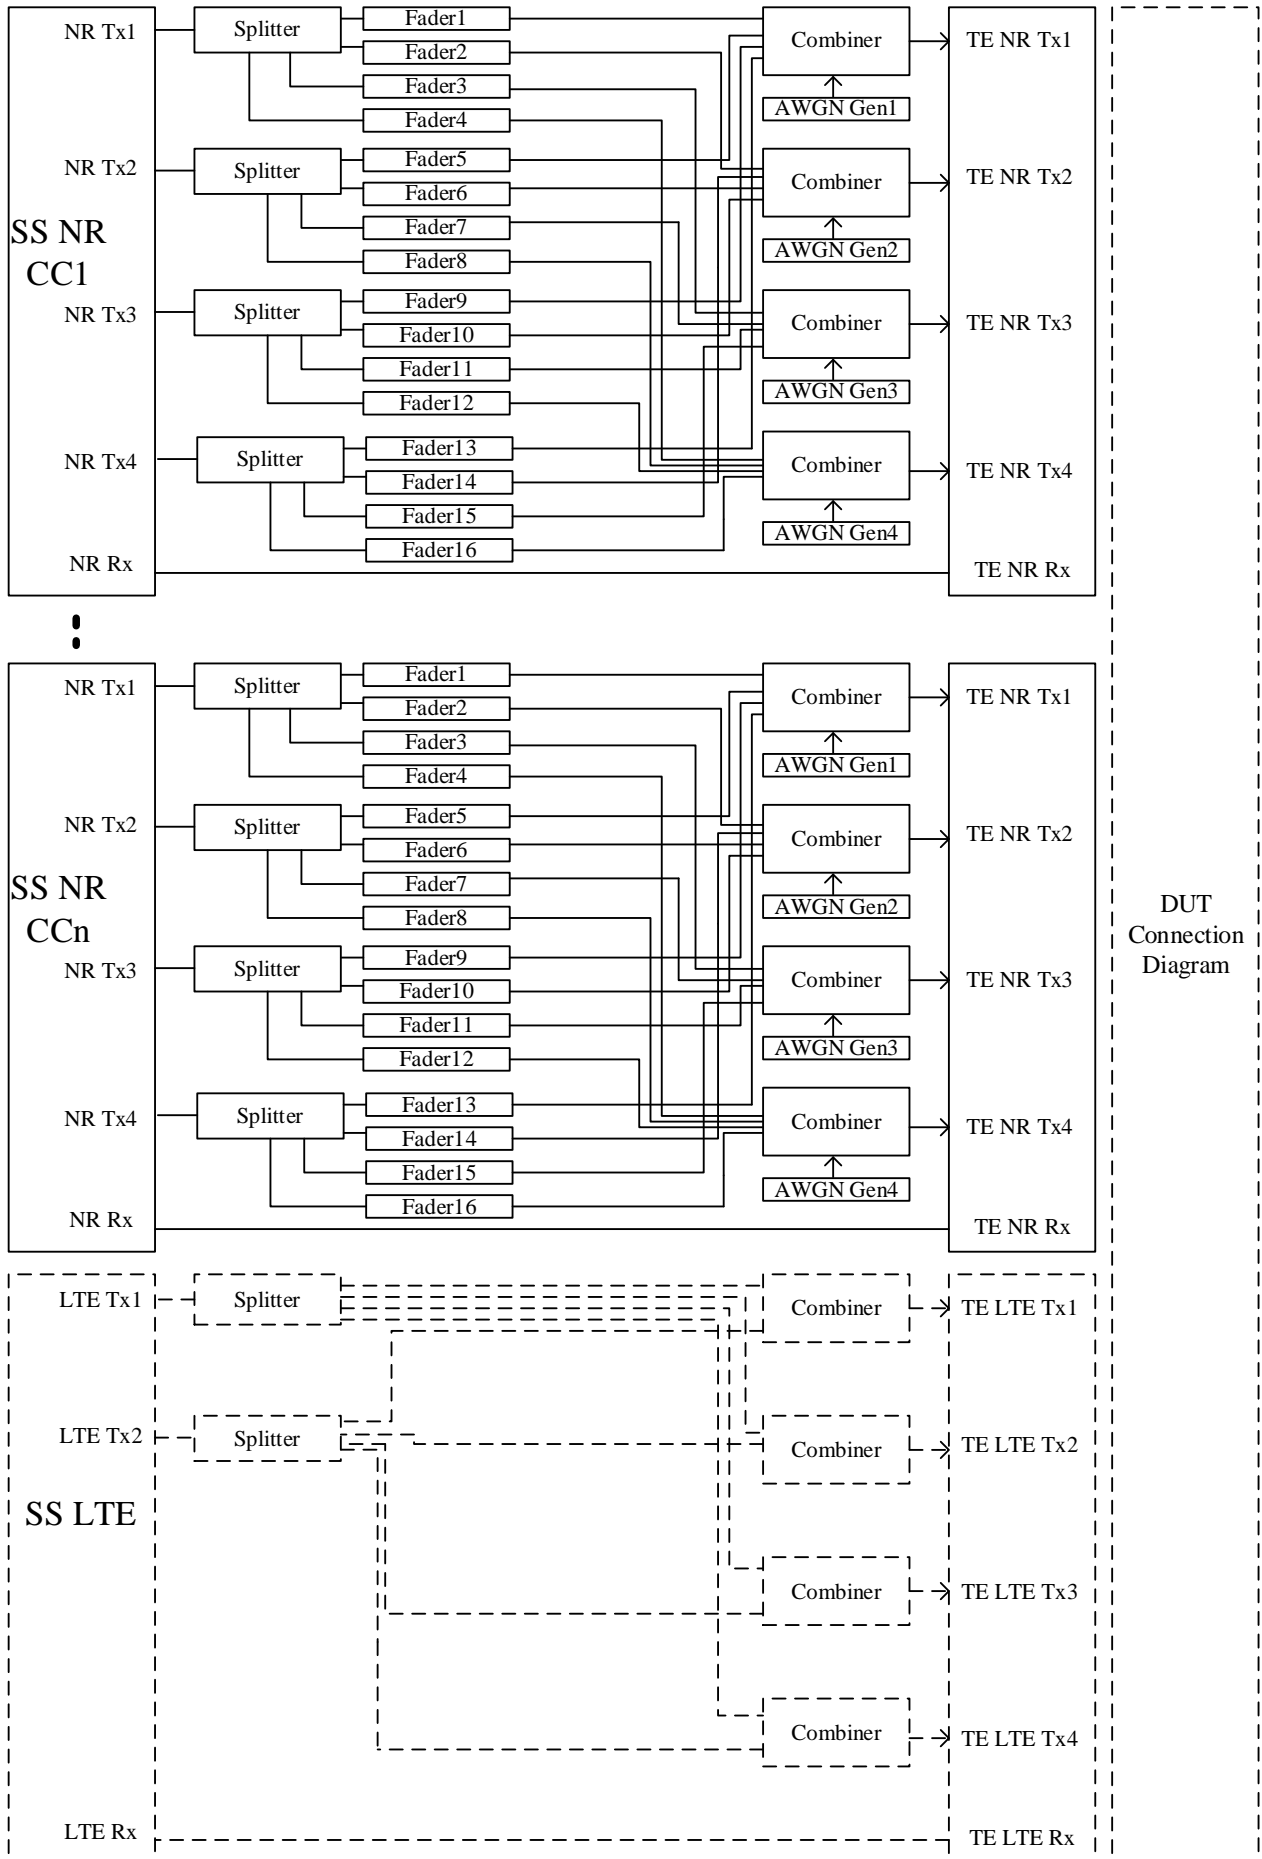 NR Tx1
Splitter
Fader1
Fader2
Fader3
Fader4
Combiner
AWGN Gen1
TE NR Tx1
NR Tx2
Splitter
Fader5
Fader6
Fader7
Fader8
Combiner
AWGN Gen2
TE NR Tx2
SS NR
CC1
NR Tx3
Splitter
Fader9
Fader10
Fader11
Fader12
Combiner
AWGN Gen3
TE NR Tx3
NR Tx4
Splitter
Fader13
Fader14
Fader15
Fader16
Combiner
AWGN Gen4
TE NR Tx4
NR Rx
TE NR Rx
NR Tx1
Splitter
Fader1
Fader2
Fader3
Fader4
Combiner
AWGN Gen1
TE NR Tx1
NR Tx2
Splitter
Fader5
Fader6
Fader7
Fader8
Combiner
AWGN Gen2
TE NR Tx2
SS NR
CCn
NR Tx3
Splitter
Fader9
Fader10
Fader11
Fader12
Combiner
AWGN Gen3
TE NR Tx3
NR Tx4
Splitter
Fader13
Fader14
Fader15
Fader16
Combiner
AWGN Gen4
TE NR Tx4
NR Rx
TE NR Rx
DUT
Connection
Diagram
LTE Tx1
Splitter
Combiner
TE LTE Tx1
LTE Tx2
Splitter
Combiner
TE LTE Tx2
SS LTE
Combiner
TE LTE Tx3
Combiner
TE LTE Tx4
LTE Rx
TE LTE Rx